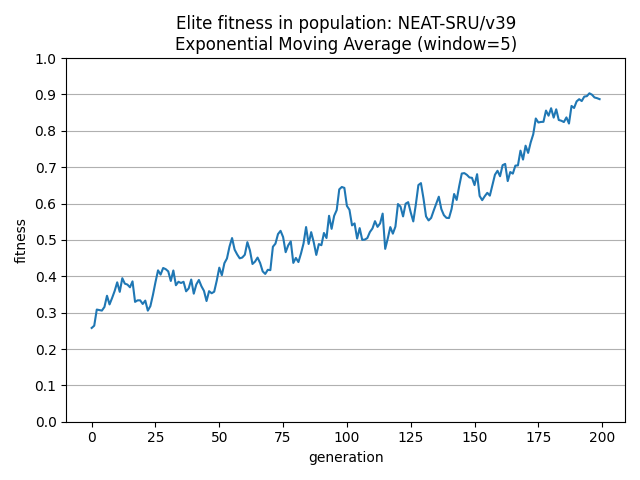 Elite fitness in population: NEAT-SRU/v39
Exponential Moving Average (window=5)
1.0
0.9
0.8
0.7
0.6
0.5
0.4
0.3
0.2
0.1
0.0
fitness
0 25 50 75 100 125 150 175 200
generation